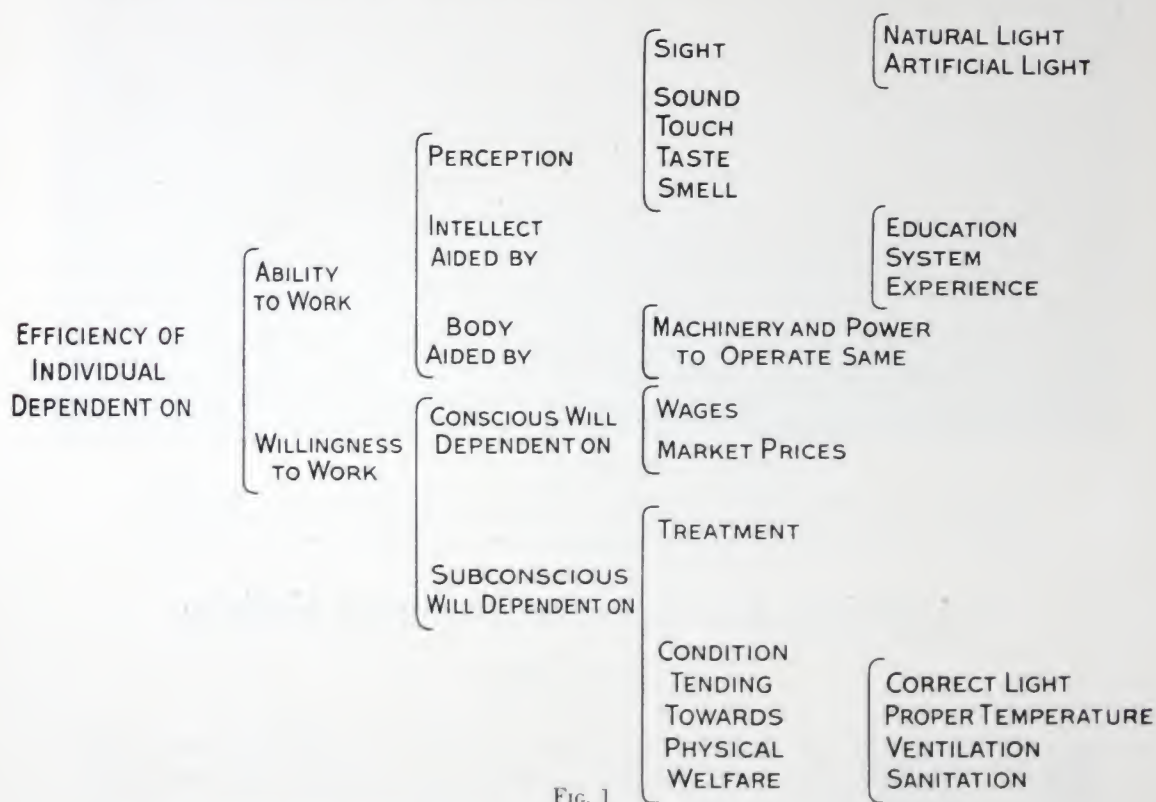 EFFICIENCY OF
INDIVIDUAL
DEPENDENT ON
ABILITY
TO WORK
WILLINGNESS
TO WORK
PERCEPTION
INTELLECT
AIDED BY
BODY
AIDED BY
CONSCIOUS WILL
DEPENDENT ON
SUBCONSCIOUS
WILL DEPENDENT ON
SIGHT
SOUND
TOUCH
TASTE
SMELL
MACHINERY AND POWER
TO OPERATE SAME
WAGES
MARKET PRICES
TREATMENT
CONDITION
TENDING
TOWARDS
PHYSICAL
WELFARE
NATURAL LIGHT
ARTIFICIAL LIGHT
EDUCATION
SYSTEM
EXPERIENCE
CORRECT LIGHT
PROPER TEMPERATURE
VENTILATION
SANITATION
FIG. 1